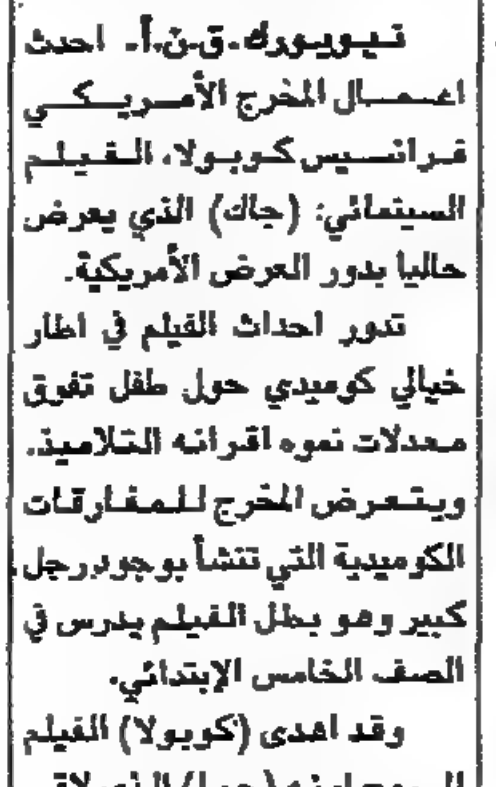 نيويورك.ق.ن.أ. احدث
اعمال المخرج الأمريكي
فرانسيس كوبولا، الفيلم
السينمائي: (جاك) الذي يعرض
حاليا بدور العرض الأمريكية.
تدور احداث الفيلم في اطار
خيالي كوميدي حول طفل تفوق
معدلات نموه اقرانه التلاميذ.
ويتعرض المخرج للمفارقات
الكوميدية التي تنشأ بوجود رجل
كبير وهو بطل الفيلم يدرس في
الصف الخامس الإبتدائي.
وقد اهدى (كوبولا) الفيلم